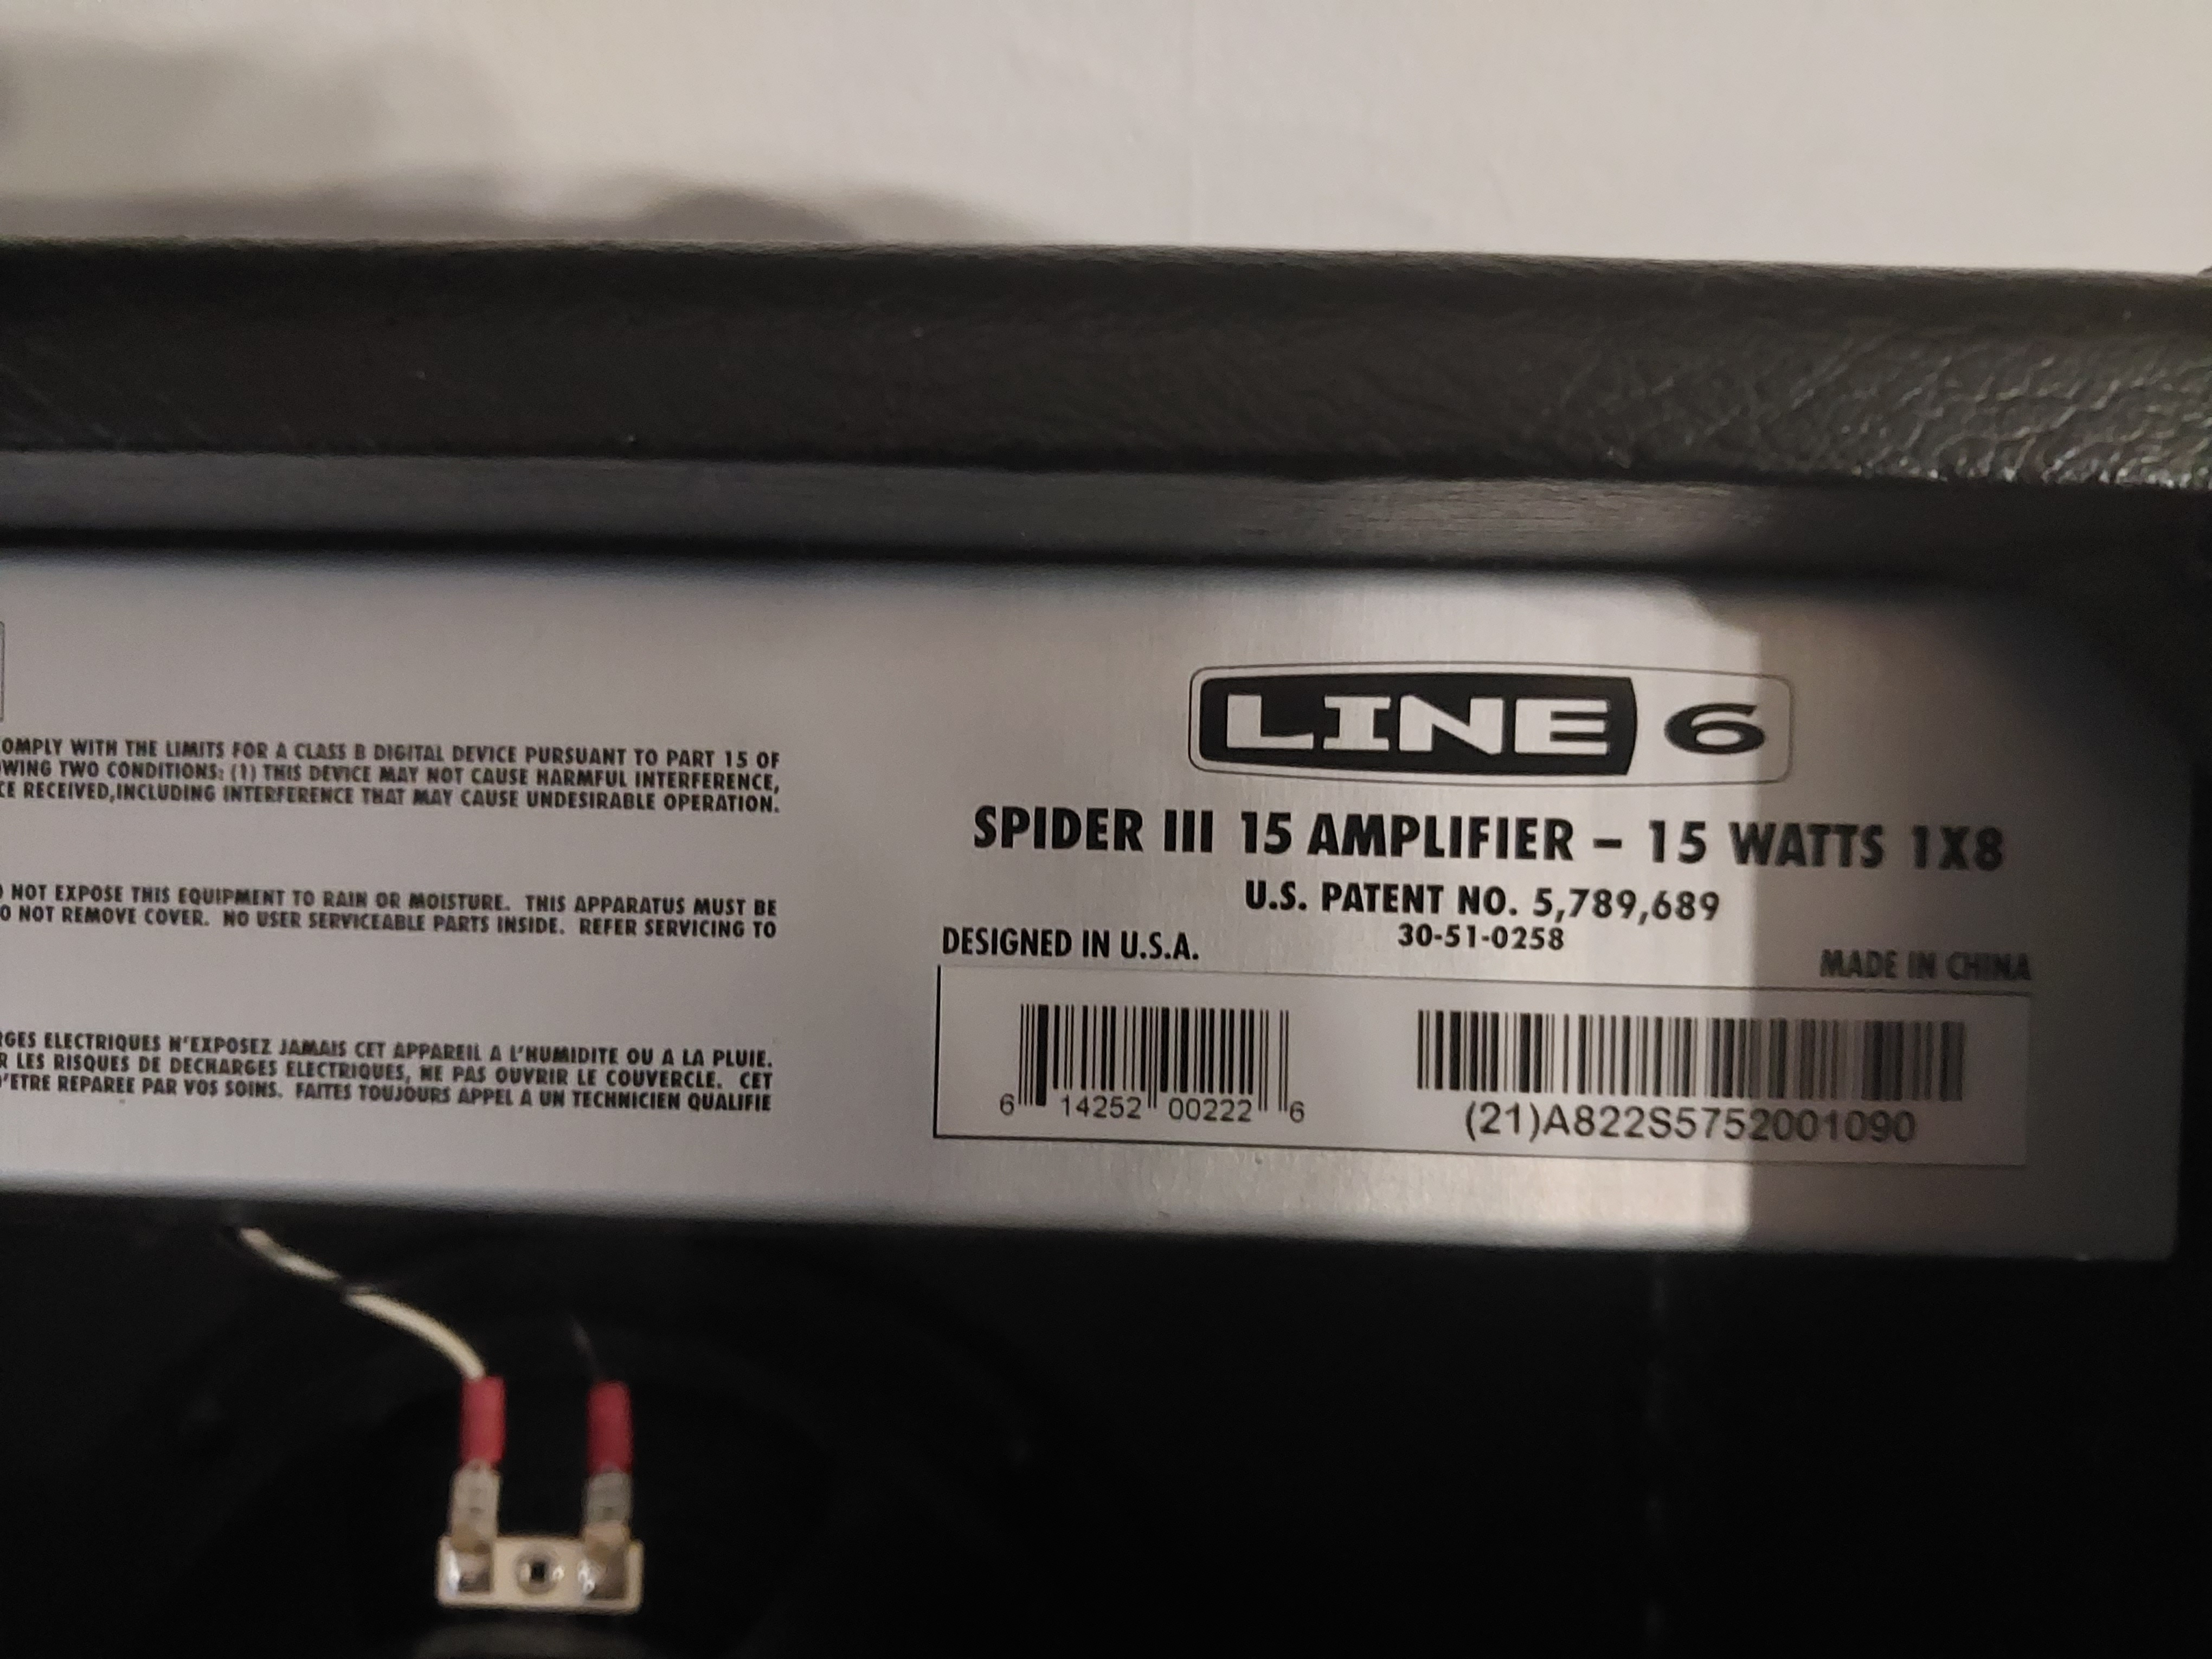 OMPLY WITH THE LIMITS FOR A CLASS B DIGITAL DEVICE PURSUANT TO PART 15 OF
WING TWO CONDITIONS: (1) THIS DEVICE MAY NOT CAUSE HARMFUL INTERFERENCE,
CE RECEIVED,INCLUDING INTERFERENCE THAT MAY CAUSE UNDESIRABLE OPERATION.
NOT EXPOSE THIS EQUIPMENT TO RAIN OR MOISTURE. THIS APPARATUS MUST BE
O NOT REMOVE COVER. NO USER SERVICEABLE PARTS INSIDE. REFER SERVICING TO
RGES ELECTRIQUES N'EXPOSEZ JAMAIS CET APPAREIL A L'HUMIDITE OU A LA PLUIE.
R LES RISQUES DE DECHARGES ELECTRIQUES, NE PAS OUVRIR LE COUVERCLE. CET
'ETRE REPAREE PAR VOS SOINS. FAITES TOUJOURS APPEL A UN TECHNICIEN QUALIFIE
LINE 6
SPIDER III 15 AMPLIFIER – 15 WATTS 1X8
U.S. PATENT NO. 5,789,689
30-51-0258
DESIGNED IN U.S.A.
MADE IN CHINA
6 14252 00222 6
(21)A822S5752001090